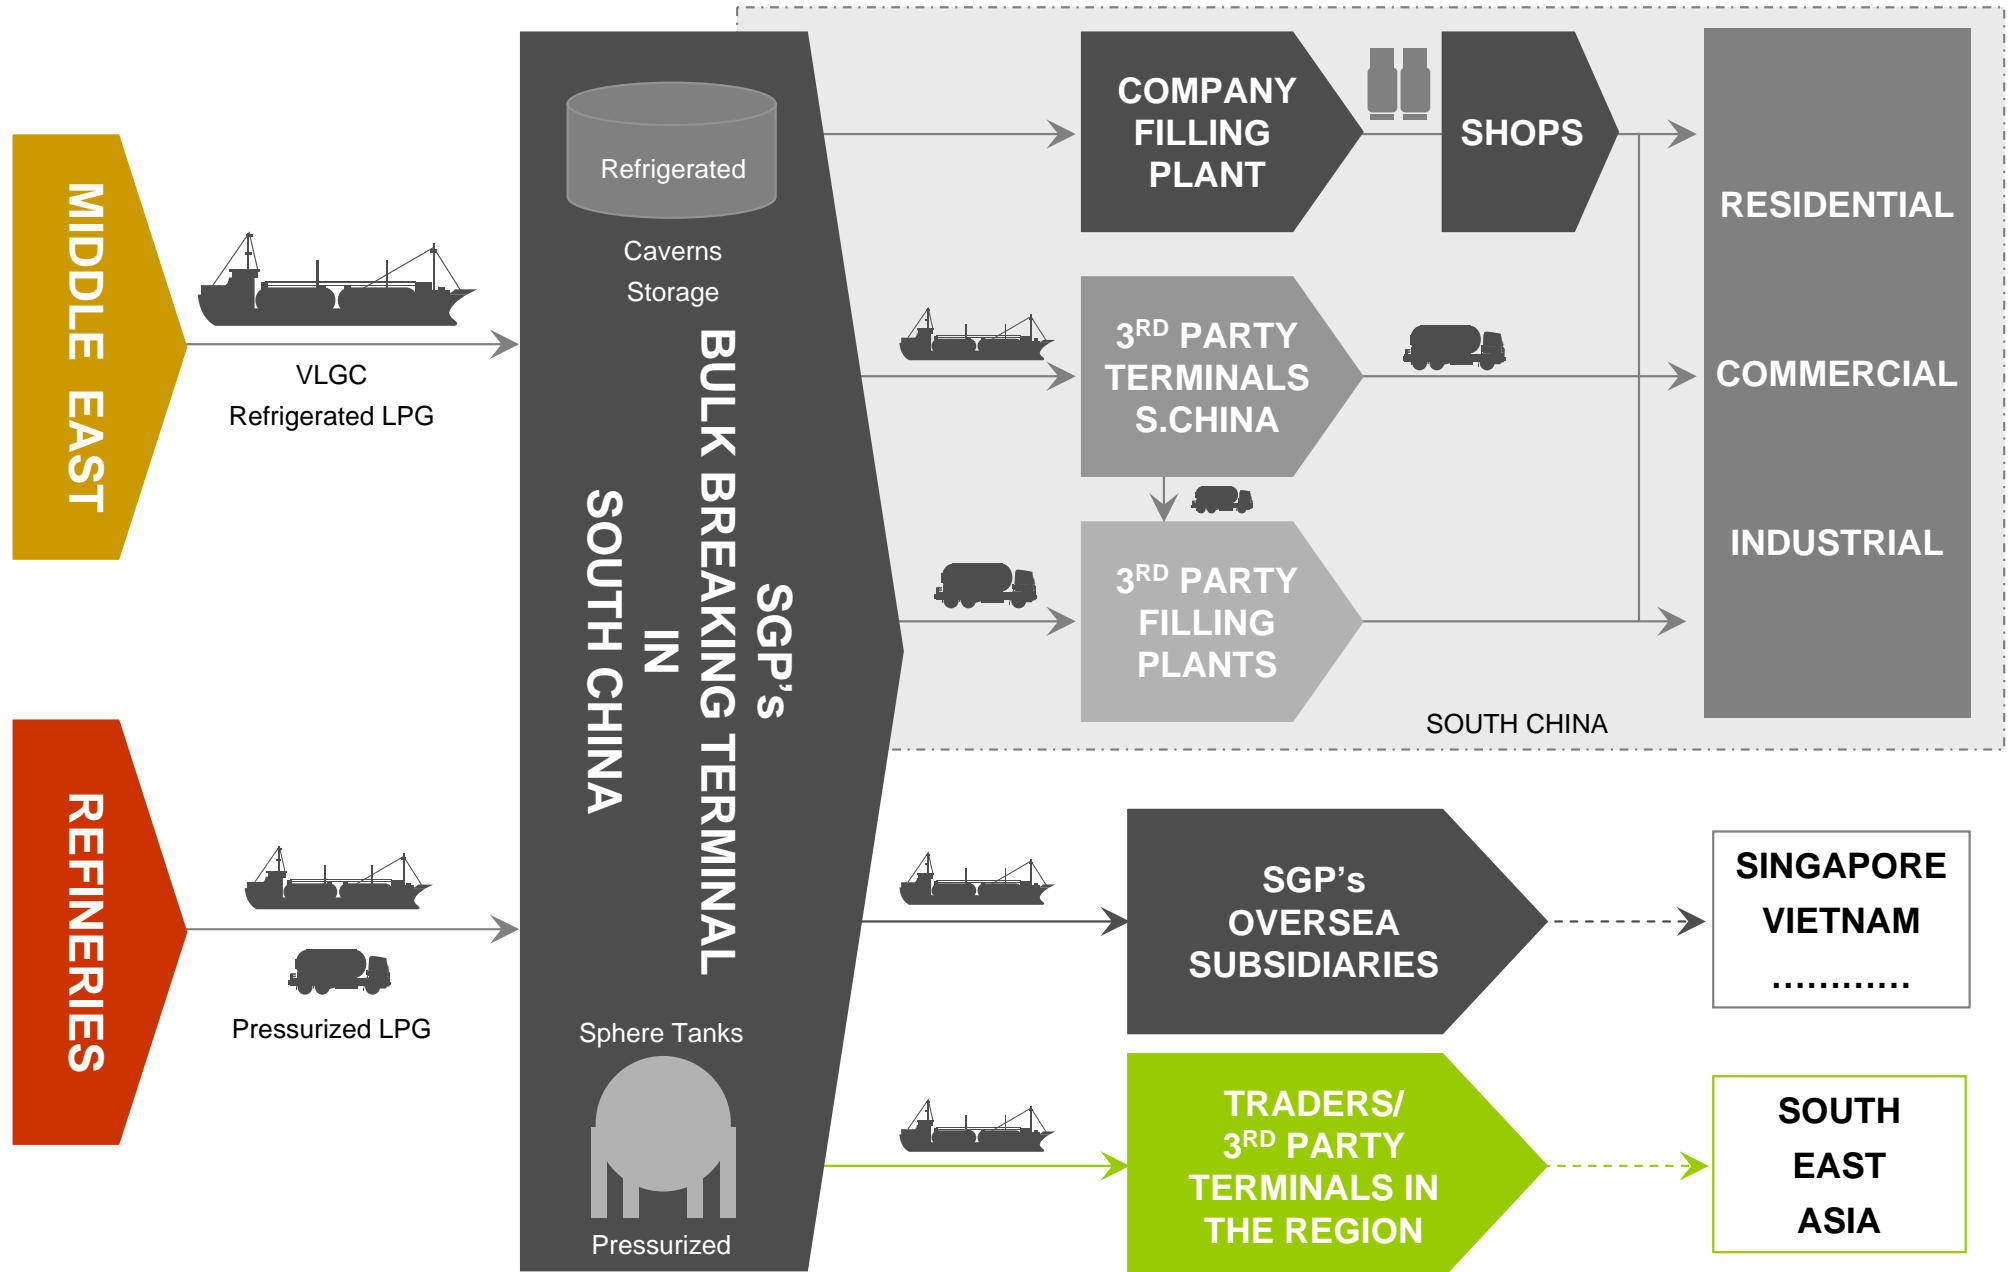 MIDDLE EAST
VLGC
Refrigerated LPG
REFINERIES
Pressurized LPG
Refrigerated
Caverns
Storage
SGP's
BULK BREAKING TERMINAL
IN
SOUTH CHINA
Sphere Tanks
Pressurized
COMPANY
FILLING
PLANT
SHOPS
3RD PARTY
TERMINALS
S.CHINA
3RD PARTY
FILLING
PLANTS
RESIDENTIAL
COMMERCIAL
INDUSTRIAL
SOUTH CHINA
SGP's
OVERSEA
SUBSIDIARIES
SINGAPORE
VIETNAM
............
TRADERS/
3RD PARTY
TERMINALS IN
THE REGION
SOUTH
EAST
ASIA